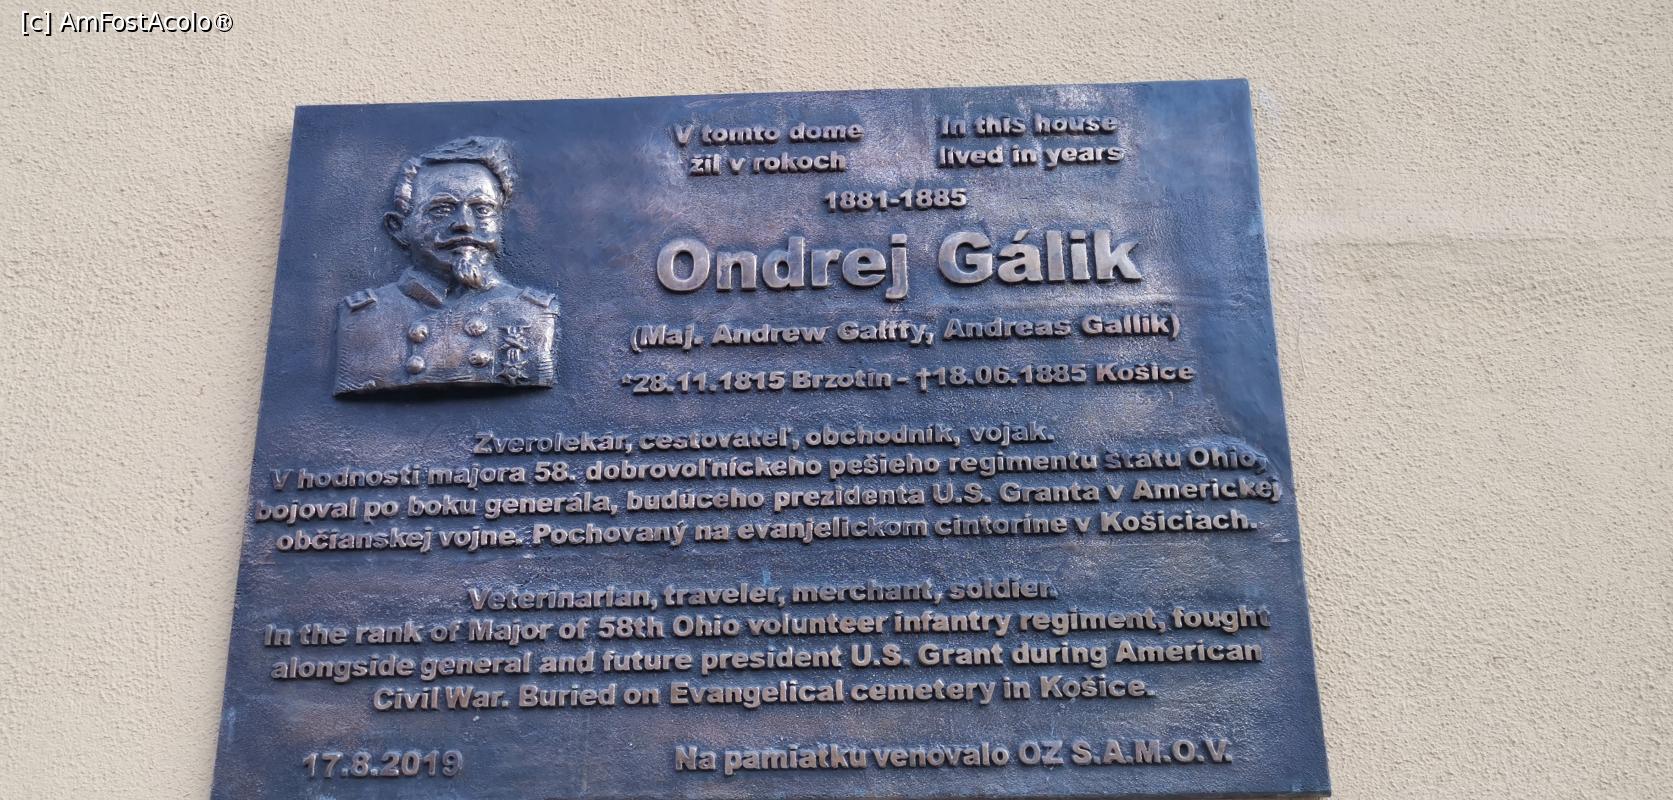 [c] AmFostAcolo®
V tomto dome
žil v rokoch
In this house
lived in years
1881-1885
Ondrej Gálik
(Maj. Andrew Galffy, Andreas Gallik)
*28.11.1815 Brzotín - †18.06.1885 Košice
Zverolekár, cestovateľ, obchodník, vojak.
V hodnosti majora 58. dobrovoľníckeho pešieho regimentu štátu Ohio,
bojoval po boku generála, budúceho prezidenta U.S. Granta v Americkej
občianskej vojne. Pochovaný na evanjelickom cintoríne v Košiciach.
Veterinarian, traveler, merchant, soldier.
In the rank of Major of 58th Ohio volunteer infantry regiment, fought
alongside general and future president U.S. Grant during American
Civil War. Buried on Evangelical cemetery in Košice.
17.8.2019
Na pamiatku venovalo OZ S.A.M.O.V.